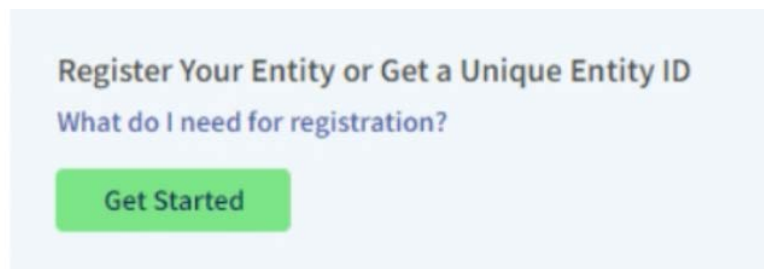 Register Your Entity or Get a Unique Entity ID
What do I need for registration?
Get Started